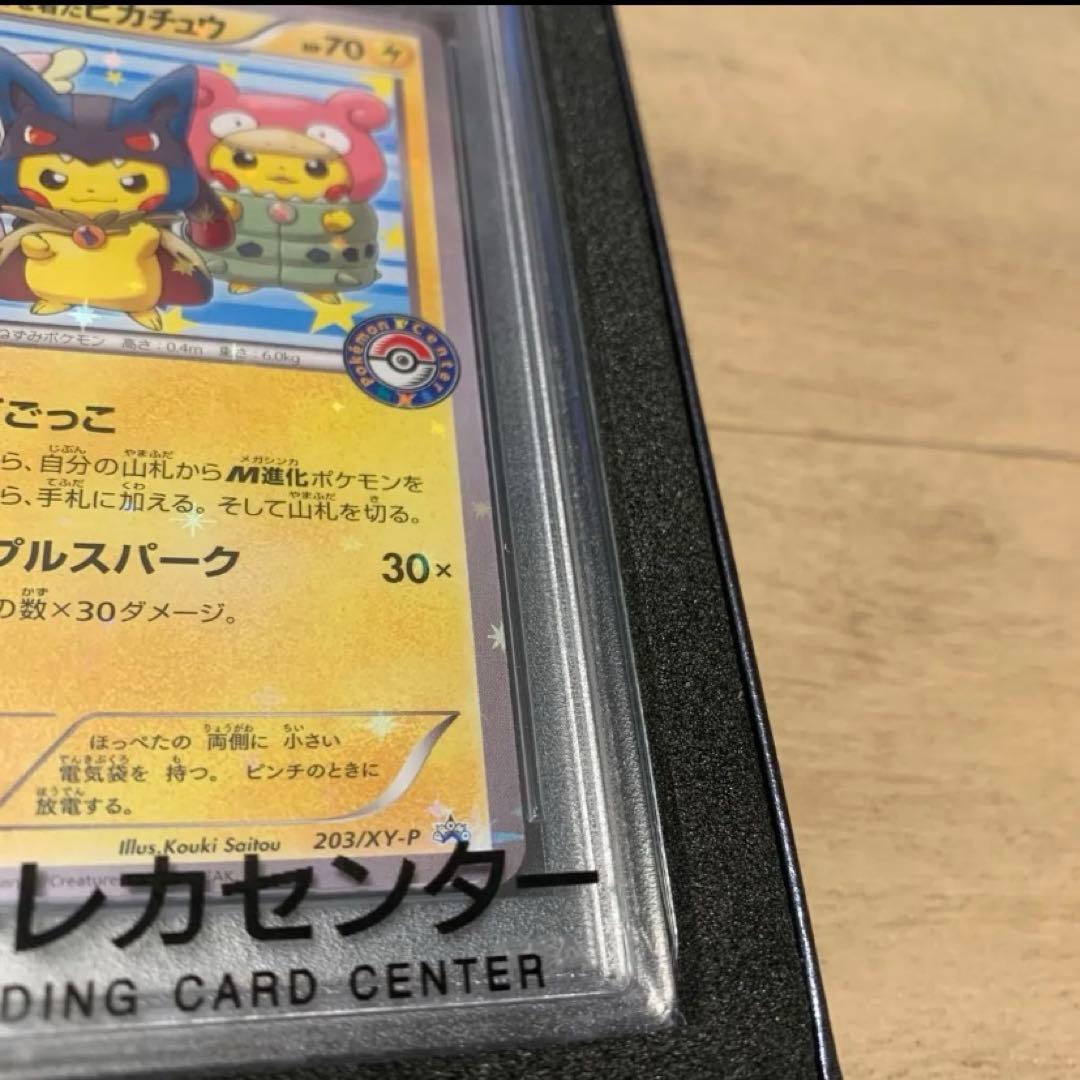 を着たピカチュウ
HP70
ねずみポケモン 高さ：0.4m 重さ：6.0kg
Pokémon Center
ごっこ
ら、自分の山札からM進化ポケモンを
ら、手札に加える。そして山札を切る。
プルスパーク 30×
の数×30ダメージ。
ほっぺたの 両側に 小さい
電気袋を 持つ。 ピンチのときに
放電する。
Illus. Kouki Saitou 203/XY-P
レカセンター
DING CARD CENTER